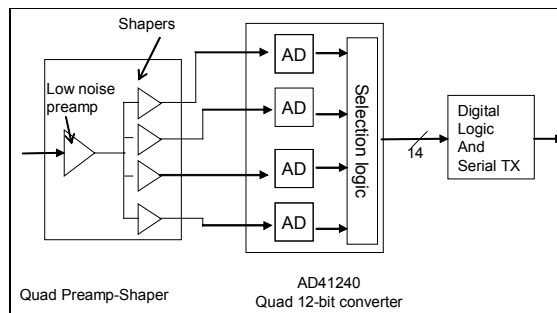 Shapers
Low noise
preamp
AD
AD
AD
AD
Selection logic
14
Digital
Logic
And
Serial TX
Quad Preamp-Shaper
AD41240
Quad 12-bit converter